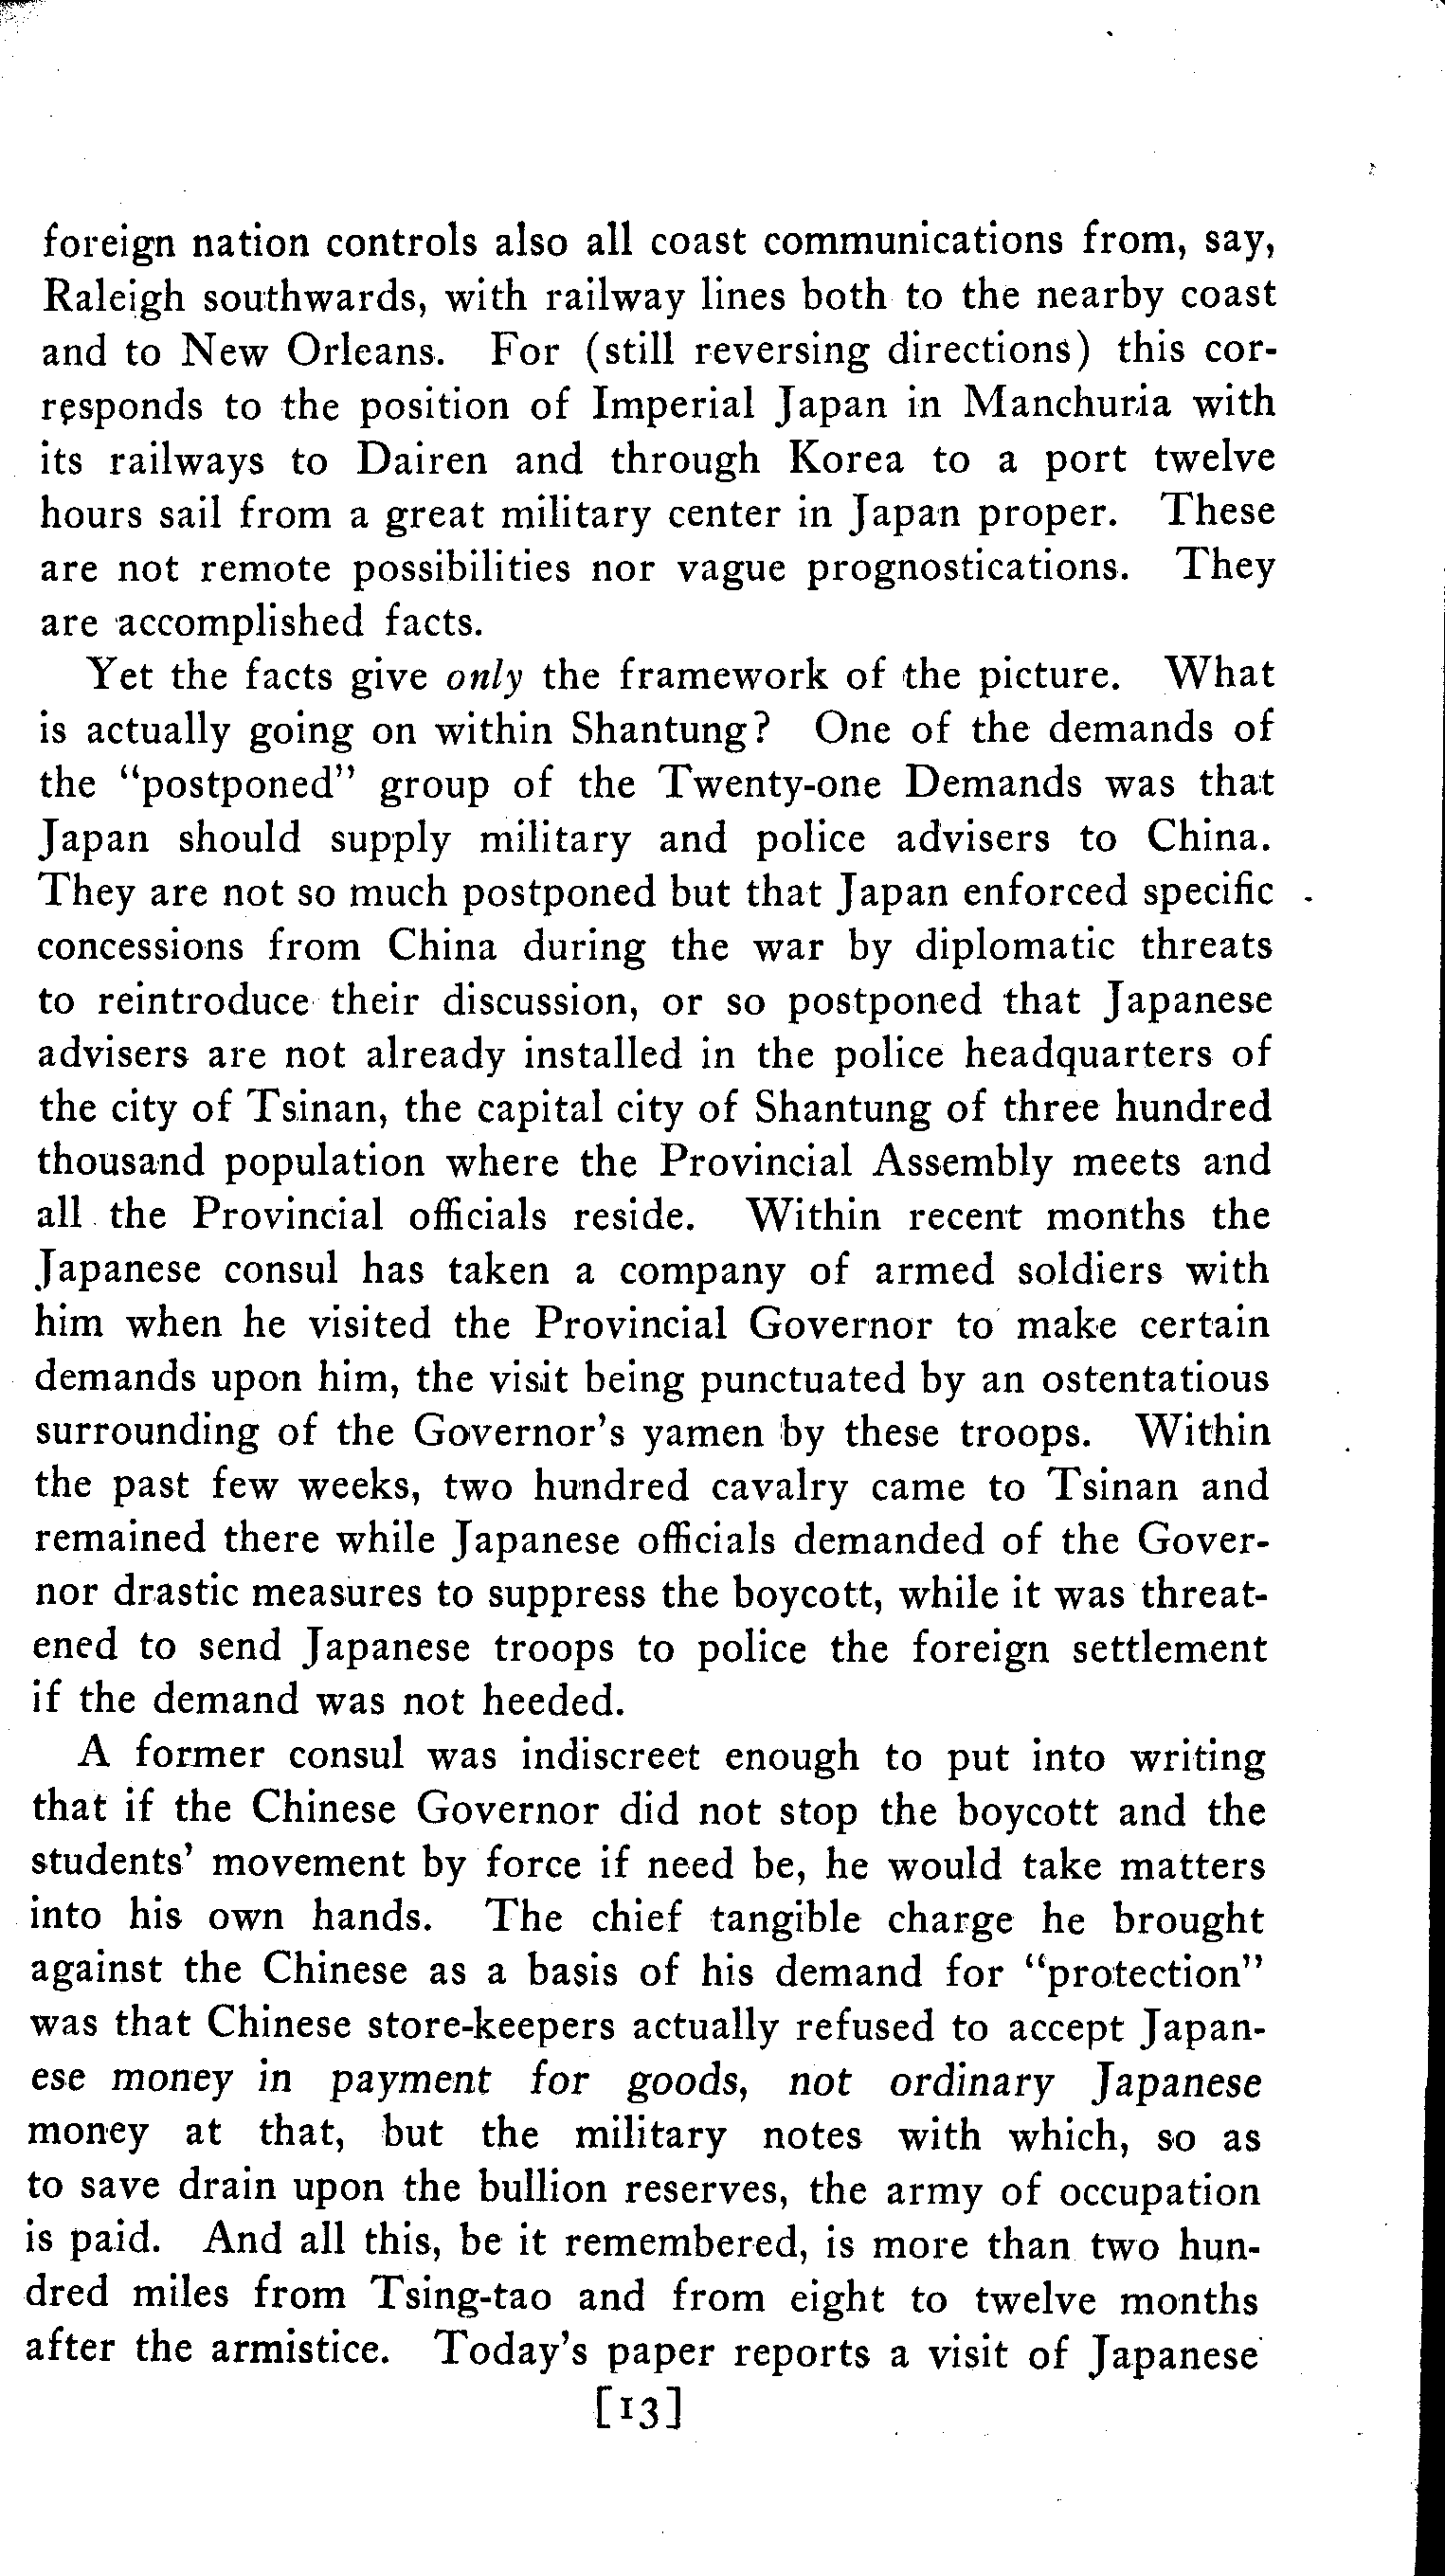 foreign nation controls also all coast communications from, say,
Raleigh southwards, with railway lines both to the nearby coast
and to New Orleans. For (still reversing directions) this cor-
responds to the position of Imperial Japan in Manchuria with
its railways to Dairen and through Korea to a port twelve
hours sail from a great military center in Japan proper. These
are not remote possibilities nor vague prognostications. They
are accomplished facts.
Yet the facts give only the framework of the picture. What
is actually going on within Shantung? One of the demands of
the "postponed" group of the Twenty-one Demands was that
Japan should supply military and police advisers to China.
They are not so much postponed but that Japan enforced specific
concessions from China during the war by diplomatic threats
to reintroduce their discussion, or so postponed that Japanese
advisers are not already installed in the police headquarters of
the city of Tsinan, the capital city of Shantung of three hundred
thousand population where the Provincial Assembly meets and
all the Provincial officials reside. Within recent months the
Japanese consul has taken a company of armed soldiers with
him when he visited the Provincial Governor to make certain
demands upon him, the visit being punctuated by an ostentatious
surrounding of the Governor's yamen by these troops. Within
the past few weeks, two hundred cavalry came to Tsinan and
remained there while Japanese officials demanded of the Gover-
nor drastic measures to suppress the boycott, while it was threat-
ened to send Japanese troops to police the foreign settlement
if the demand was not heeded.
A former consul was indiscreet enough to put into writing
that if the Chinese Governor did not stop the boycott and the
students' movement by force if need be, he would take matters
into his own hands. The chief tangible charge he brought
against the Chinese as a basis of his demand for "protection"
was that Chinese store-keepers actually refused to accept Japan-
ese money in payment for goods, not ordinary Japanese
money at that, but the military notes with which, so as
to save drain upon the bullion reserves, the army of occupation
is paid. And all this, be it remembered, is more than two hun-
dred miles from Tsing-tao and from eight to twelve months
after the armistice. Today's paper reports a visit of Japanese
[13]